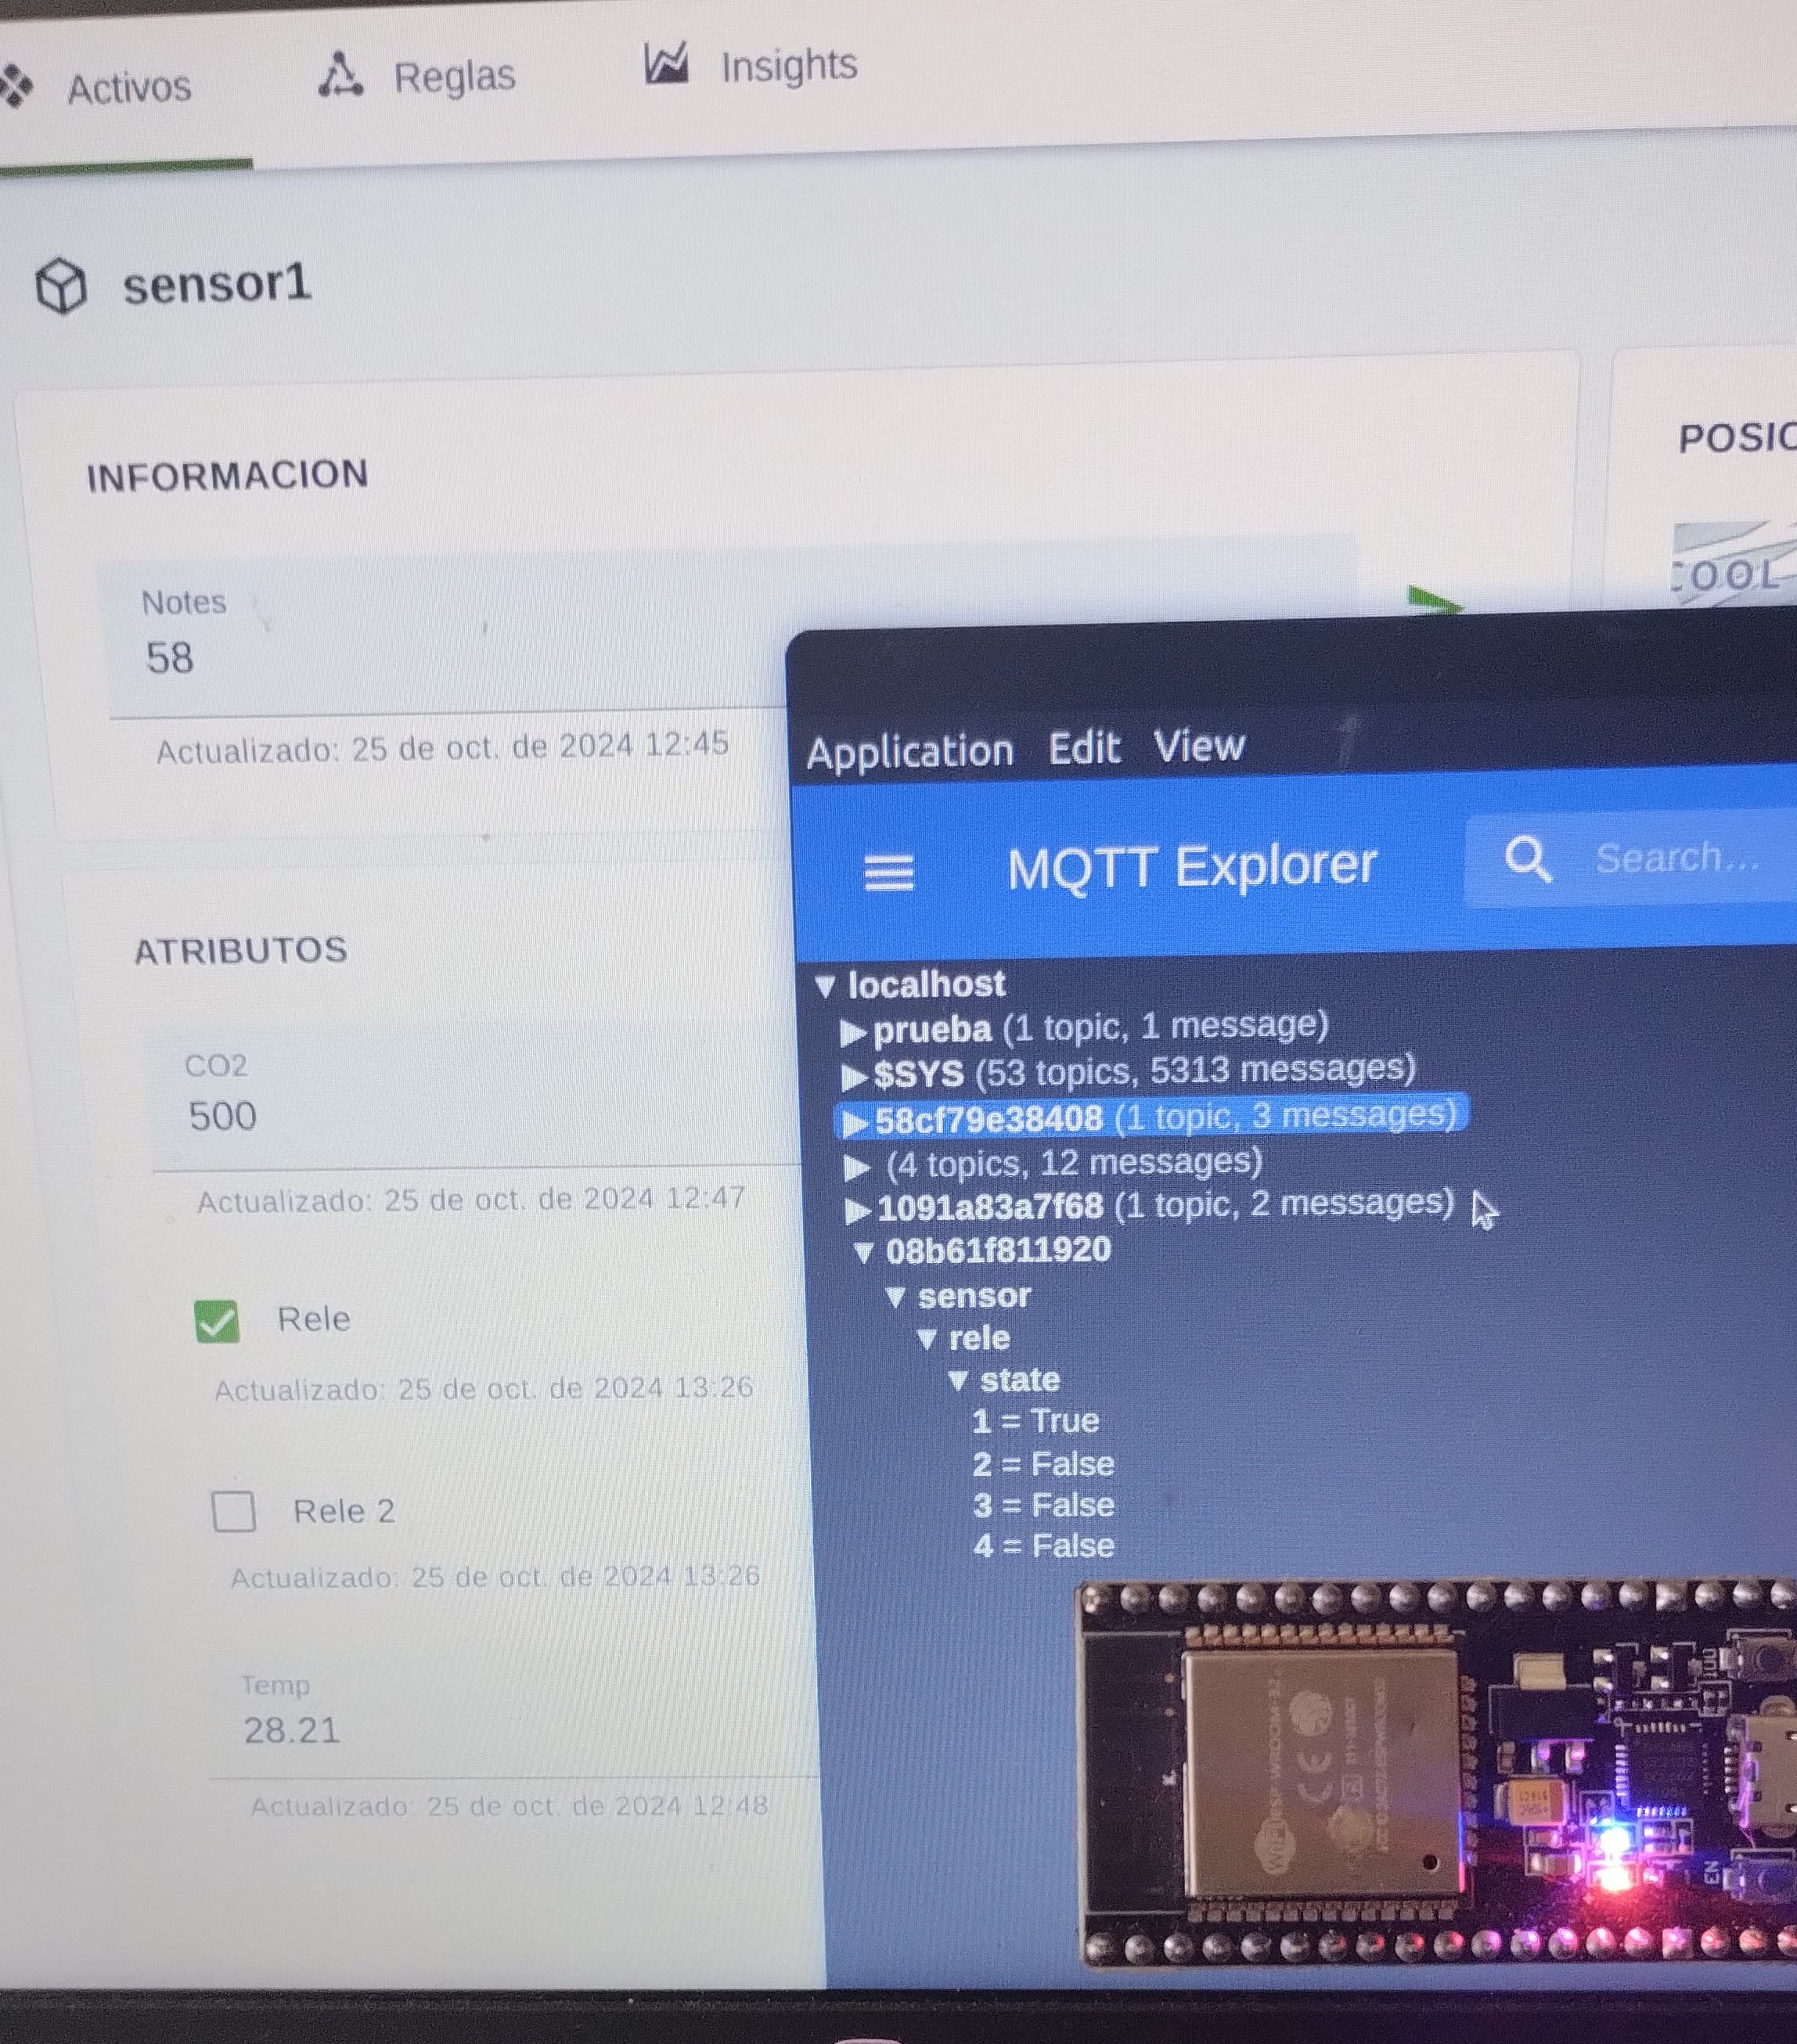 Activos
Reglas
Insights
sensor1
INFORMACION
POSIC
OOL
Notes
58
Actualizado: 25 de oct. de 2024 12:45
Application Edit View
MQTT Explorer
Search...
ATRIBUTOS
CO2
500
Actualizado: 25 de oct. de 2024 12:47
Rele
Actualizado: 25 de oct. de 2024 13:26
Rele 2
Actualizado: 25 de oct. de 2024 13:26
Temp
28.21
Actualizado: 25 de oct. de 2024 12:48
▼ localhost
▶ prueba (1 topic, 1 message)
▶ $SYS (53 topics, 5313 messages)
▶ 58cf79e38408 (1 topic, 3 messages)
▶ (4 topics, 12 messages)
▶ 1091a83a7f68 (1 topic, 2 messages)
▼ 08b61f811920
▼ sensor
▼ rele
▼ state
1 = True
2 = False
3 = False
4 = False
WiFi
CE
EN